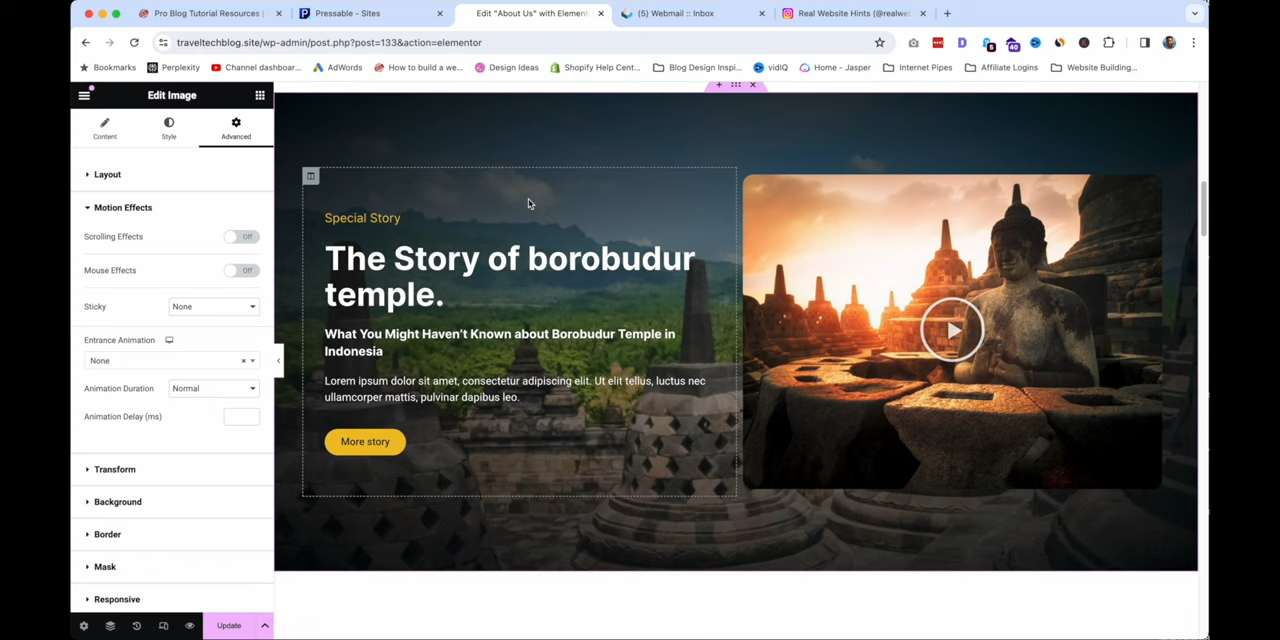 Pro Blog Tutorial Resources |
Pressable - Sites
Edit "About Us" with Element
(5) Webmail :: Inbox
Real Website Hints (@realwe
traveltechblog.site/wp-admin/post.php?post=133&action=elementor
5
40
Bookmarks
Perplexity
Channel dashboar...
AdWords
How to build a we...
Design Ideas
Shopify Help Cent...
Blog Design Inspi...
vidIQ
Home - Jasper
Internet Pipes
Affiliate Logins
Website Building...
Edit Image
Content
Style
Advanced
Layout
Motion Effects
Scrolling Effects
Off
Mouse Effects
Off
Sticky
None
Entrance Animation
None
Animation Duration
Normal
Animation Delay (ms)
Transform
Background
Border
Mask
Responsive
Update
Special Story
The Story of borobudur
temple.
What You Might Haven't Known about Borobudur Temple in
Indonesia
Lorem ipsum dolor sit amet, consectetur adipiscing elit. Ut elit tellus, luctus nec
ullamcorper mattis, pulvinar dapibus leo.
More story